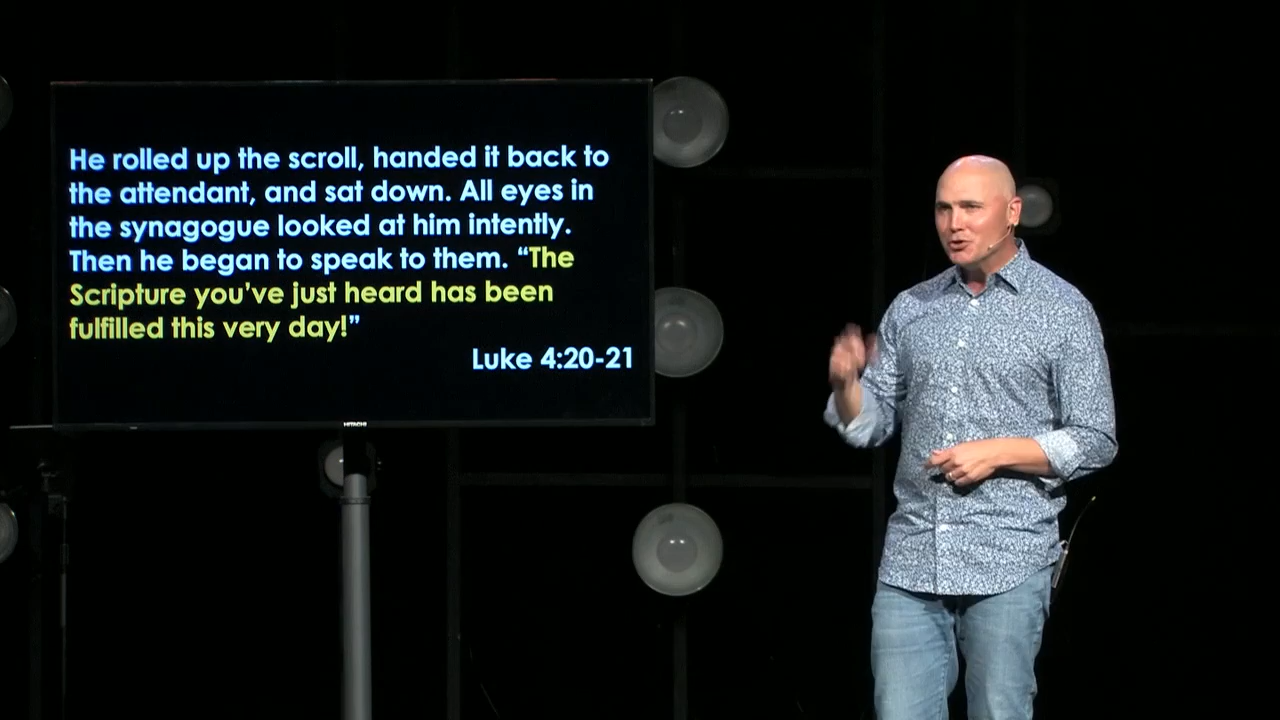 He rolled up the scroll, handed it back to
the attendant, and sat down. All eyes in
the synagogue looked at him intently.
Then he began to speak to them. “The
Scripture you’ve just heard has been
fulfilled this very day!”
Luke 4:20-21
HITACHI